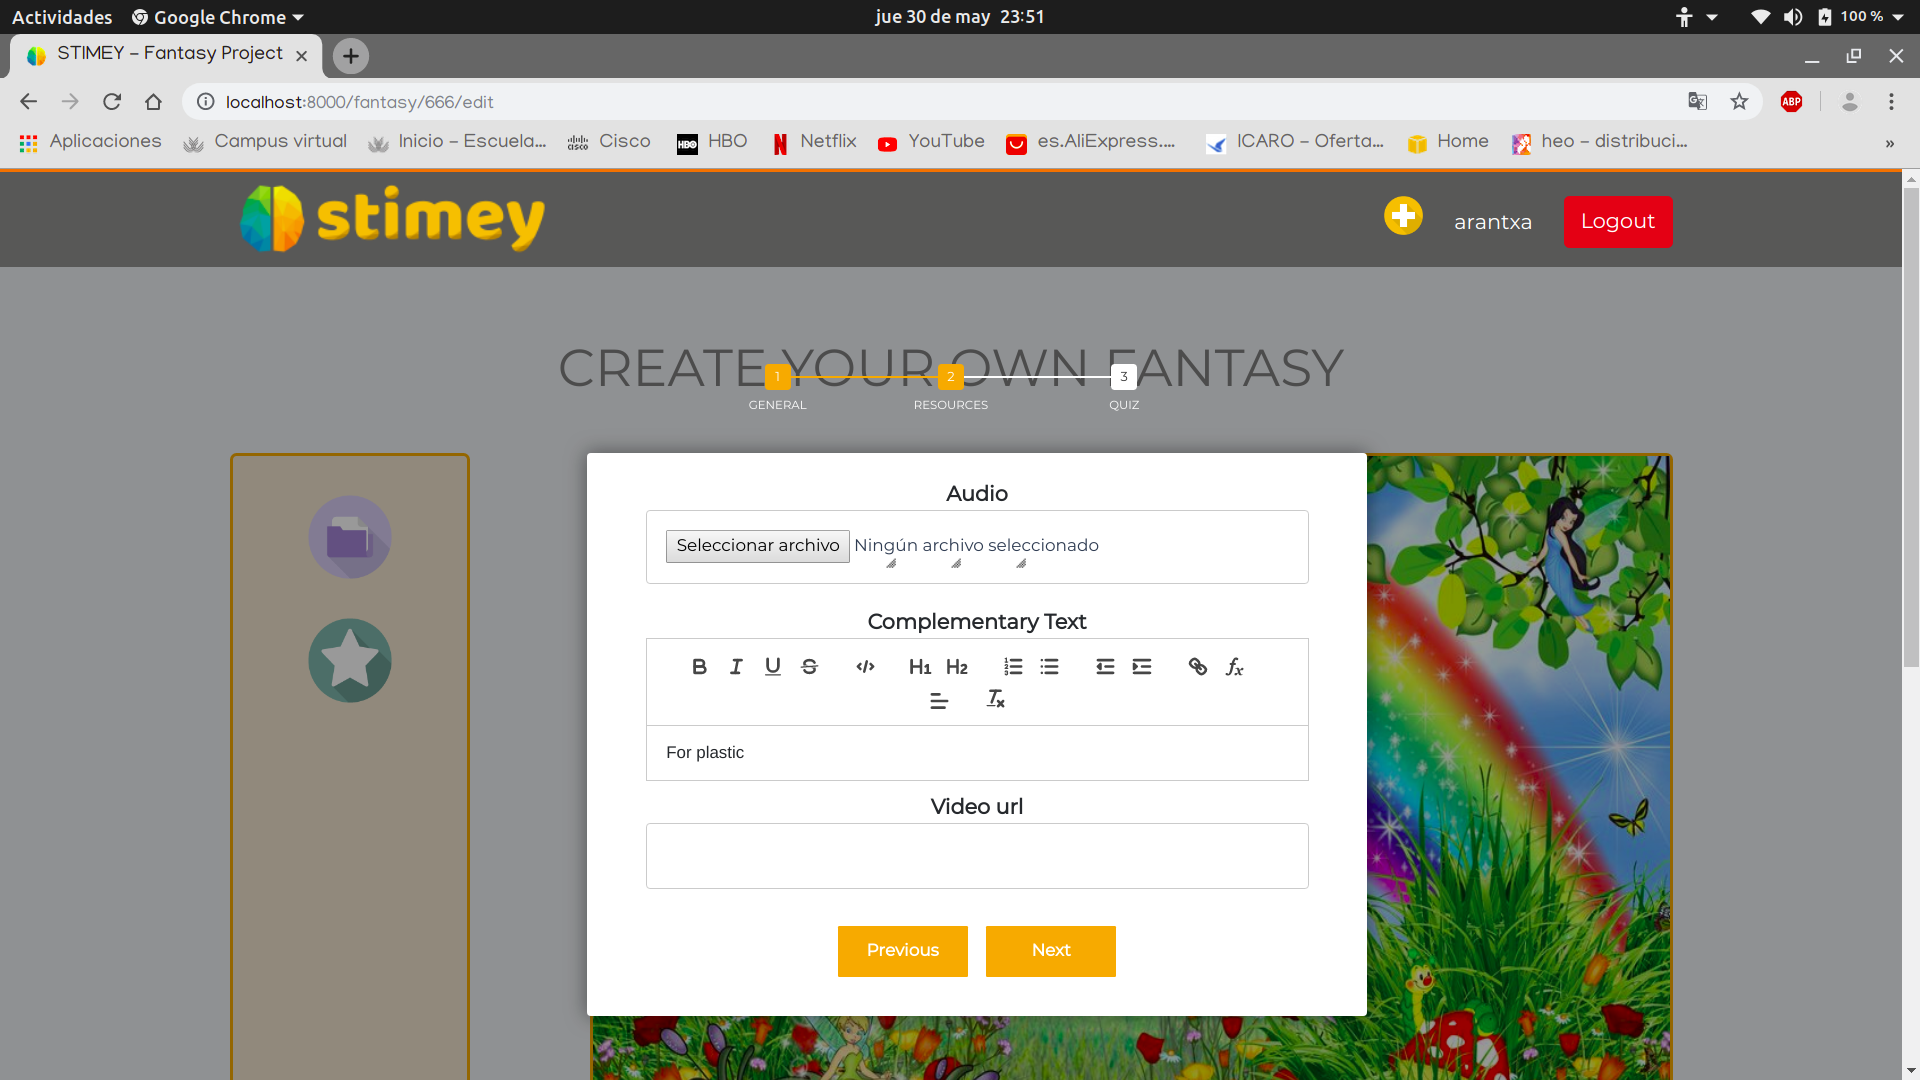 Actividades Google Chrome jue 30 de may 23:51 100 %
STIMEY – Fantasy Project
localhost:8000/fantasy/666/edit ABP
Aplicaciones Campus virtual Inicio – Escuela... Cisco HBO Netflix YouTube es.AliExpress.... ICARO – Oferta... Home heo – distribuci... »
stimey arantxa Logout
CREATE YOUR OWN FANTASY
1 2 3
GENERAL RESOURCES QUIZ
Audio
Seleccionar archivo Ningún archivo seleccionado
Complementary Text
B I U S </> H1 H2 fx
Tx
For plastic
Video url
Previous Next